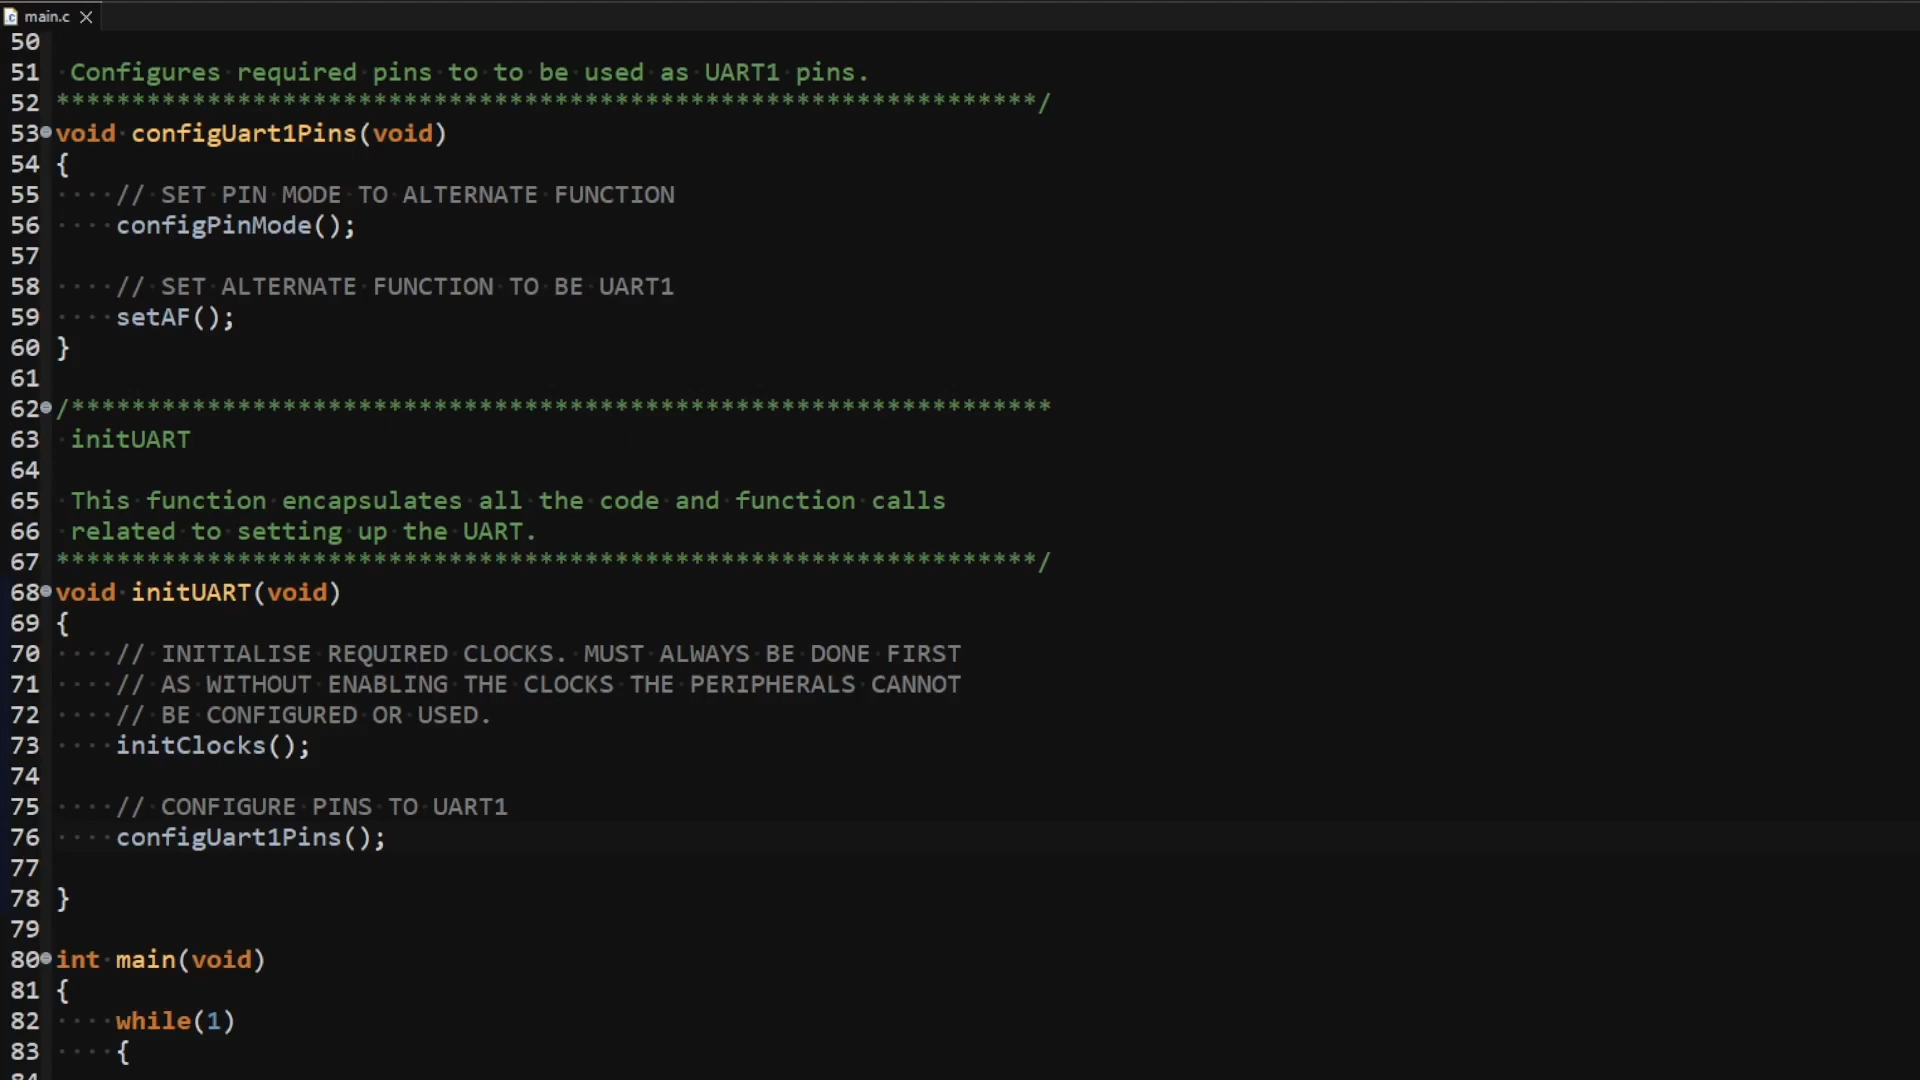 main.c
50
51 Configures required pins to to be used as UART1 pins.
52 *****************************************************************/
53 void configUart1Pins(void)
54 {
55 // SET PIN MODE TO ALTERNATE FUNCTION
56 configPinMode();
57
58 // SET ALTERNATE FUNCTION TO BE UART1
59 setAF();
60 }
61
62 /*****************************************************************
63 initUART
64
65 This function encapsulates all the code and function calls
66 related to setting up the UART.
67 *****************************************************************/
68 void initUART(void)
69 {
70 // INITIALISE REQUIRED CLOCKS. MUST ALWAYS BE DONE FIRST
71 // AS WITHOUT ENABLING THE CLOCKS THE PERIPHERALS CANNOT
72 // BE CONFIGURED OR USED.
73 initClocks();
74
75 // CONFIGURE PINS TO UART1
76 configUart1Pins();
77
78 }
79
80 int main(void)
81 {
82 while(1)
83 {